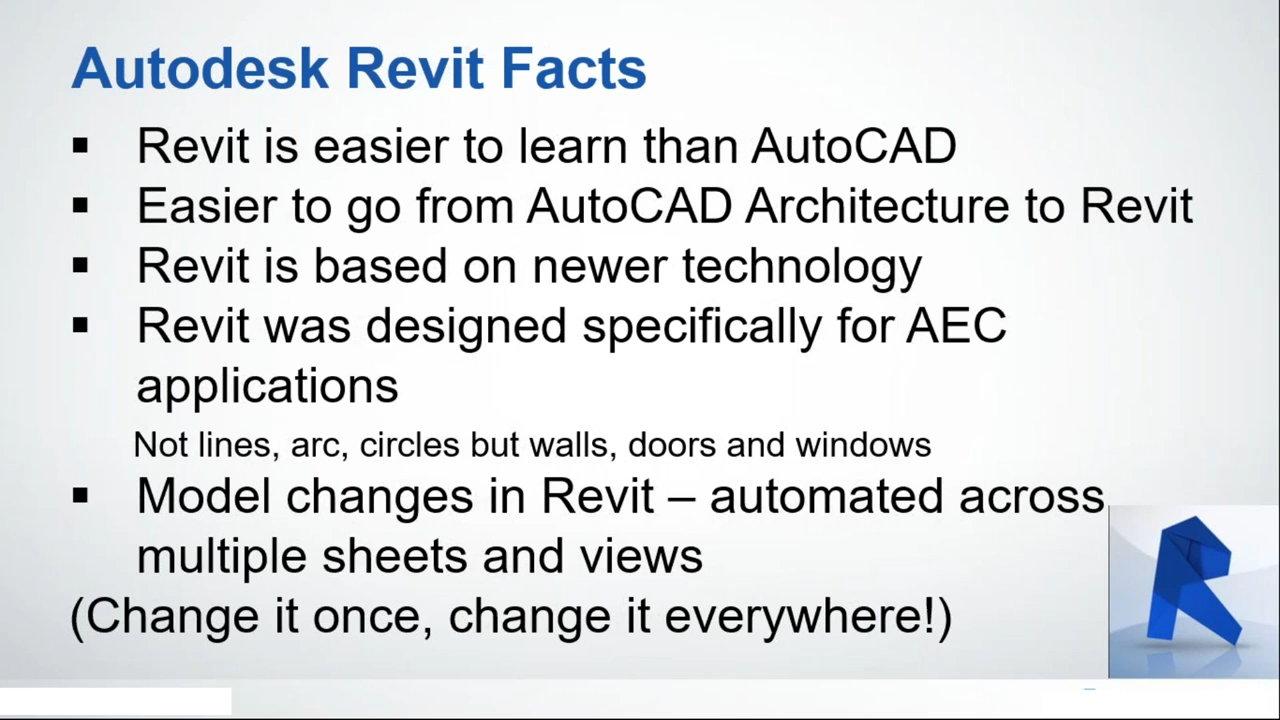 Autodesk Revit Facts
▪ Revit is easier to learn than AutoCAD
▪ Easier to go from AutoCAD Architecture to Revit
▪ Revit is based on newer technology
▪ Revit was designed specifically for AEC
applications
Not lines, arc, circles but walls, doors and windows
▪ Model changes in Revit – automated across
multiple sheets and views
(Change it once, change it everywhere!)